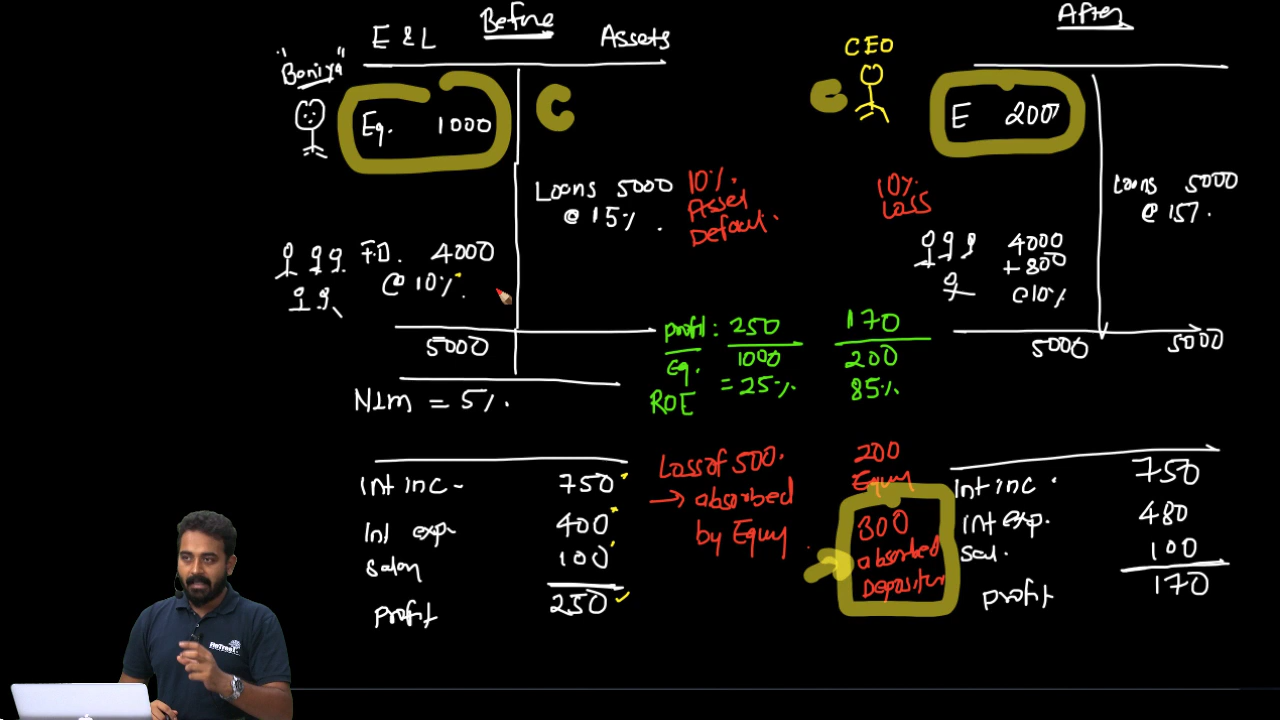 Before
After
E & L
Assets
"Baniya"
CEO
Eq. 1000
E 200
Loans 5000
@ 15%.
10%.
Asset
Default.
10%
Loss
Loans 5000
@ 15%.
F.D. 4000
@ 10%.
4000
+800
@10%
5000
5000
5000
profit : 250
Eq. 1000
ROE = 25%
170
200
85%
NIM = 5%.
Int inc - 750
Int exp. 400
Salary 100
Profit 250
Loss of 500.
→ absorbed
by Equity
200
Equity
300
absorbed
Depositor
Int inc. 750
Int exp. 480
Sal. 100
Profit 170